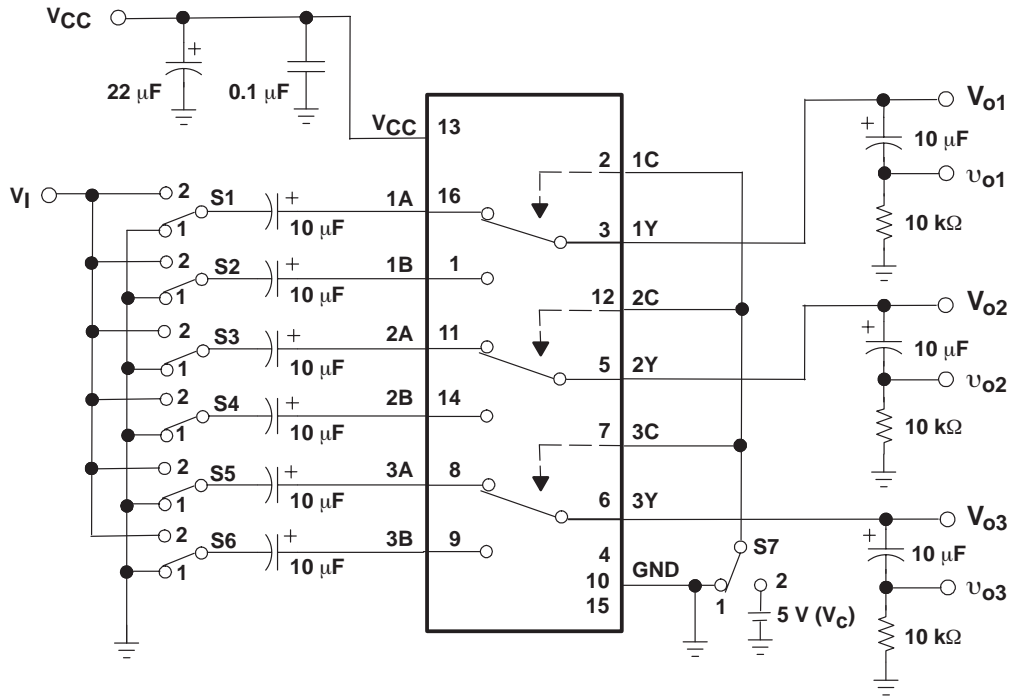 VCC
22 μF
+
0.1 μF
VCC
13
VI
2
1
S1
+
10 μF
1A
16
2
1
S2
+
10 μF
1B
1
2
1
S3
+
10 μF
2A
11
2
1
S4
+
10 μF
2B
14
2
1
S5
+
10 μF
3A
8
2
1
S6
+
10 μF
3B
9
2
1C
3
1Y
12
2C
5
2Y
7
3C
6
3Y
4
10
15
GND
S7
1
2
5 V (VC)
Vo1
+
10 μF
υo1
10 kΩ
Vo2
+
10 μF
υo2
10 kΩ
Vo3
+
10 μF
υo3
10 kΩ